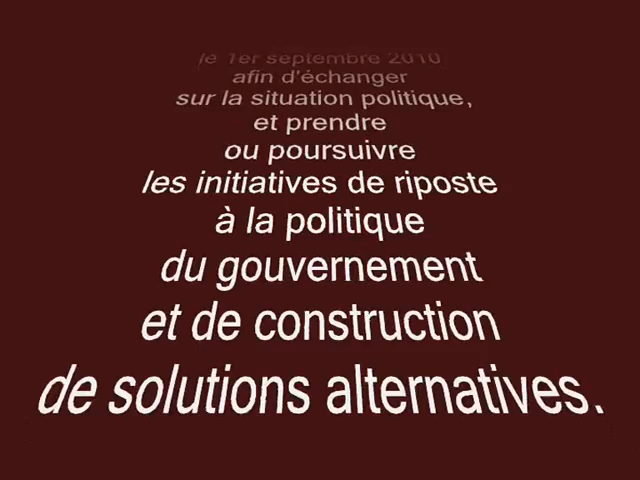 le 1er septembre 2010
afin d'échanger
sur la situation politique,
et prendre
ou poursuivre
les initiatives de riposte
à la politique
du gouvernement
et de construction
de solutions alternatives.